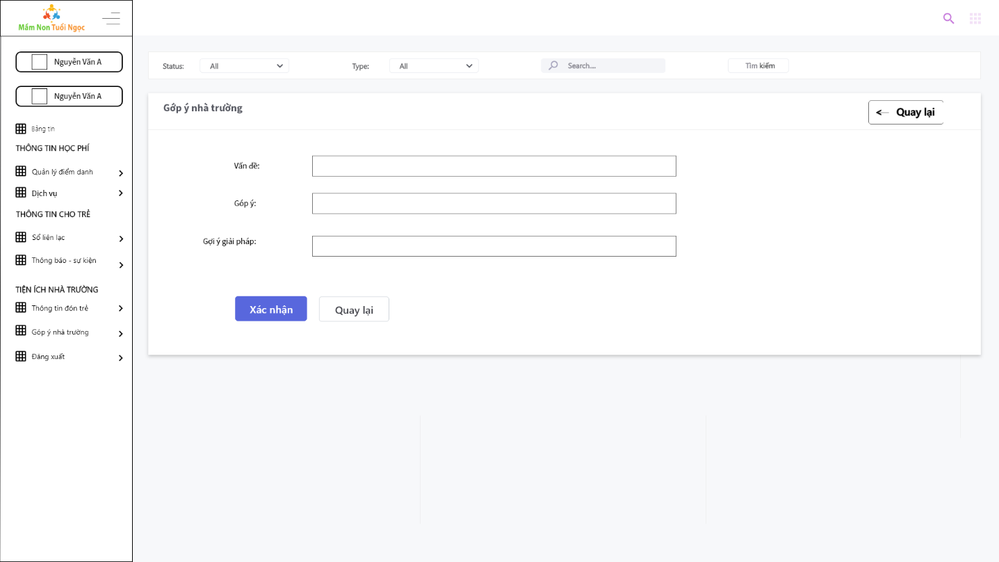 Mầm Non Tuổi Ngọc
Nguyễn Văn A
Nguyễn Văn A
Bảng tin
THÔNG TIN HỌC PHÍ
Quản lý điểm danh
Dịch vụ
THÔNG TIN CHO TRẺ
Sổ liên lạc
Thông báo - sự kiện
TIỆN ÍCH NHÀ TRƯỜNG
Thông tin đón trẻ
Góp ý nhà trường
Đăng xuất
Status: All Type: All Search.... Tìm kiếm
Gớp ý nhà trường
Quay lại
Vấn đề:
Góp ý:
Gợi ý giải pháp:
Xác nhận Quay lại